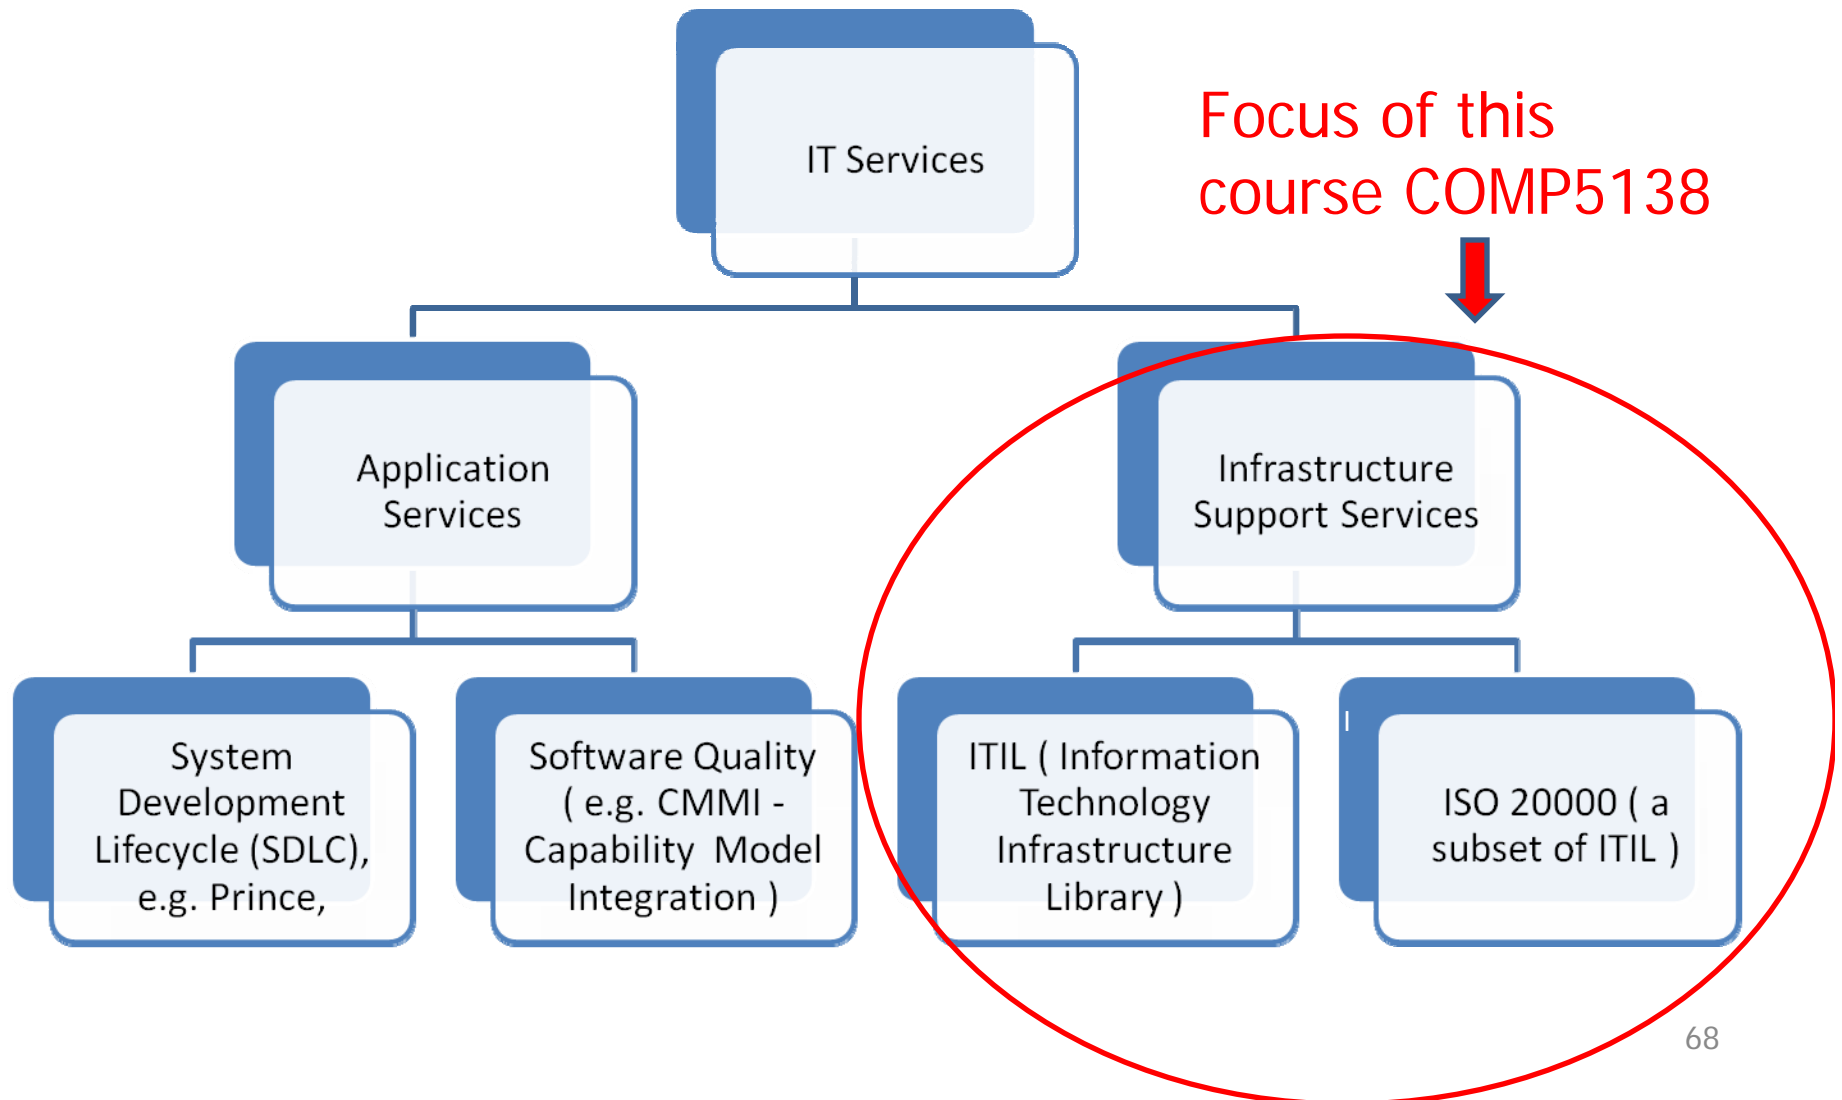 IT Services
Focus of this
course COMP5138
Application
Services
Infrastructure
Support Services
System
Development
Lifecycle (SDLC),
e.g. Prince,
Software Quality
( e.g. CMMI -
Capability Model
Integration )
ITIL ( Information
Technology
Infrastructure
Library )
I
ISO 20000 ( a
subset of ITIL )
68